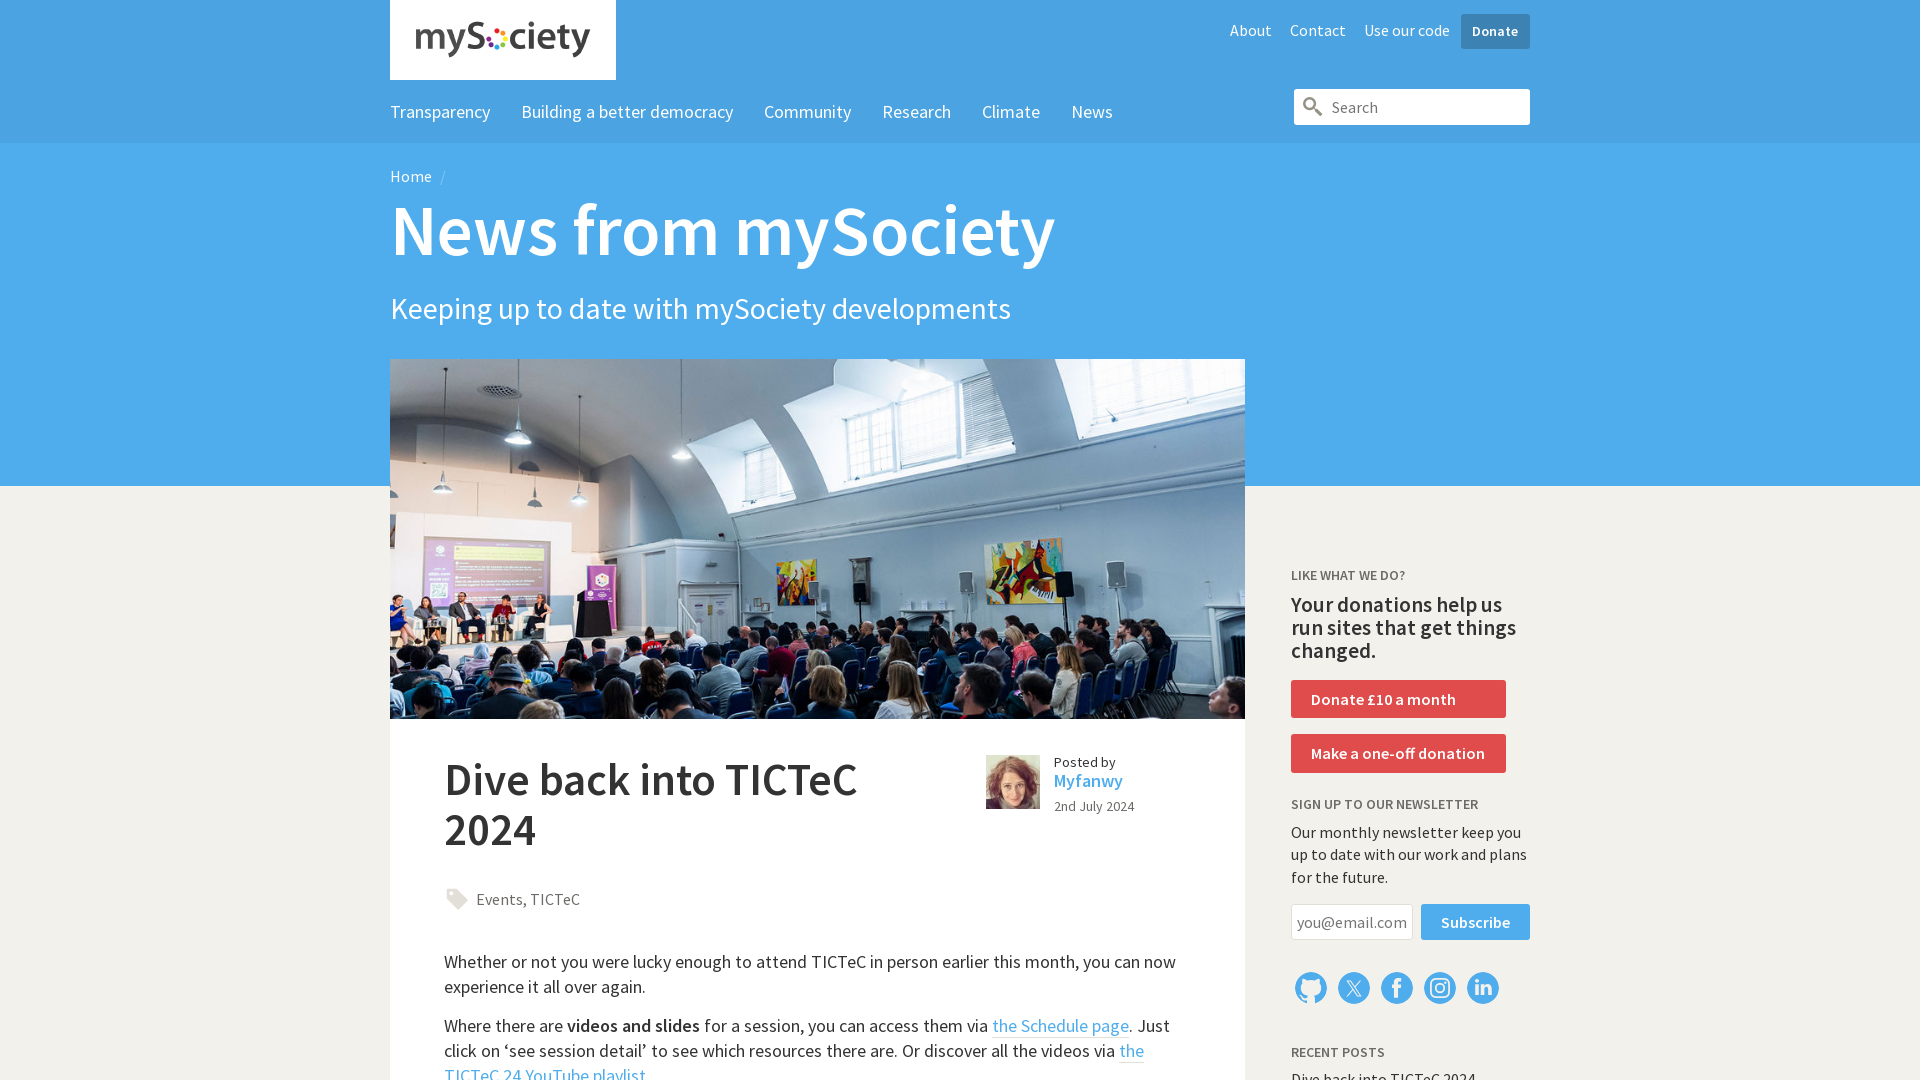 mySociety
About Contact Use our code Donate
Transparency Building a better democracy Community Research Climate News
Search
Home /
News from mySociety
Keeping up to date with mySociety developments
Dive back into TICTeC
2024
Posted by
Myfanwy
2nd July 2024
Events, TICTeC
Whether or not you were lucky enough to attend TICTeC in person earlier this month, you can now
experience it all over again.
Where there are videos and slides for a session, you can access them via the Schedule page. Just
click on ‘see session detail’ to see which resources there are. Or discover all the videos via the
TICTeC 24 YouTube playlist.
LIKE WHAT WE DO?
Your donations help us
run sites that get things
changed.
Donate £10 a month
Make a one-off donation
SIGN UP TO OUR NEWSLETTER
Our monthly newsletter keep you
up to date with our work and plans
for the future.
you@email.com Subscribe
RECENT POSTS
Dive back into TICTeC 2024